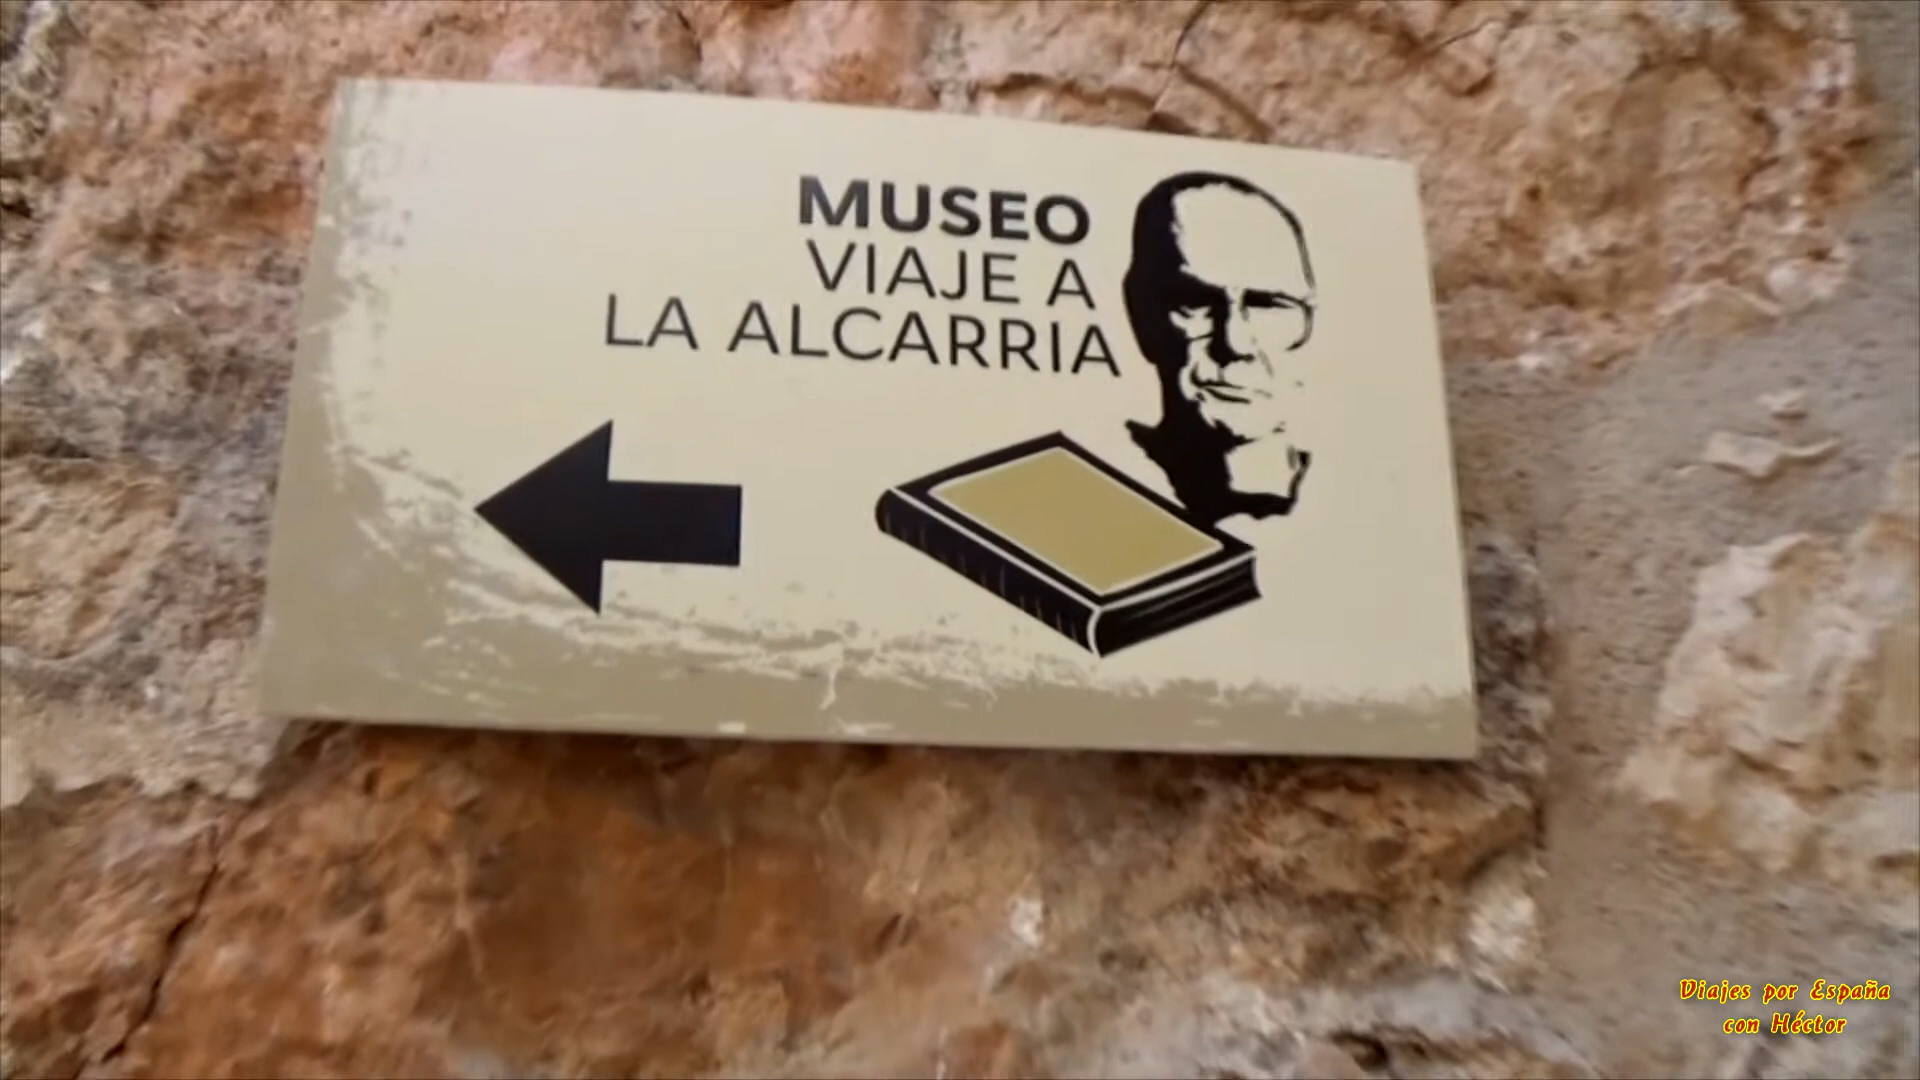 MUSEO
VIAJE A
LA ALCARRIA
Viajes por España
con Héctor